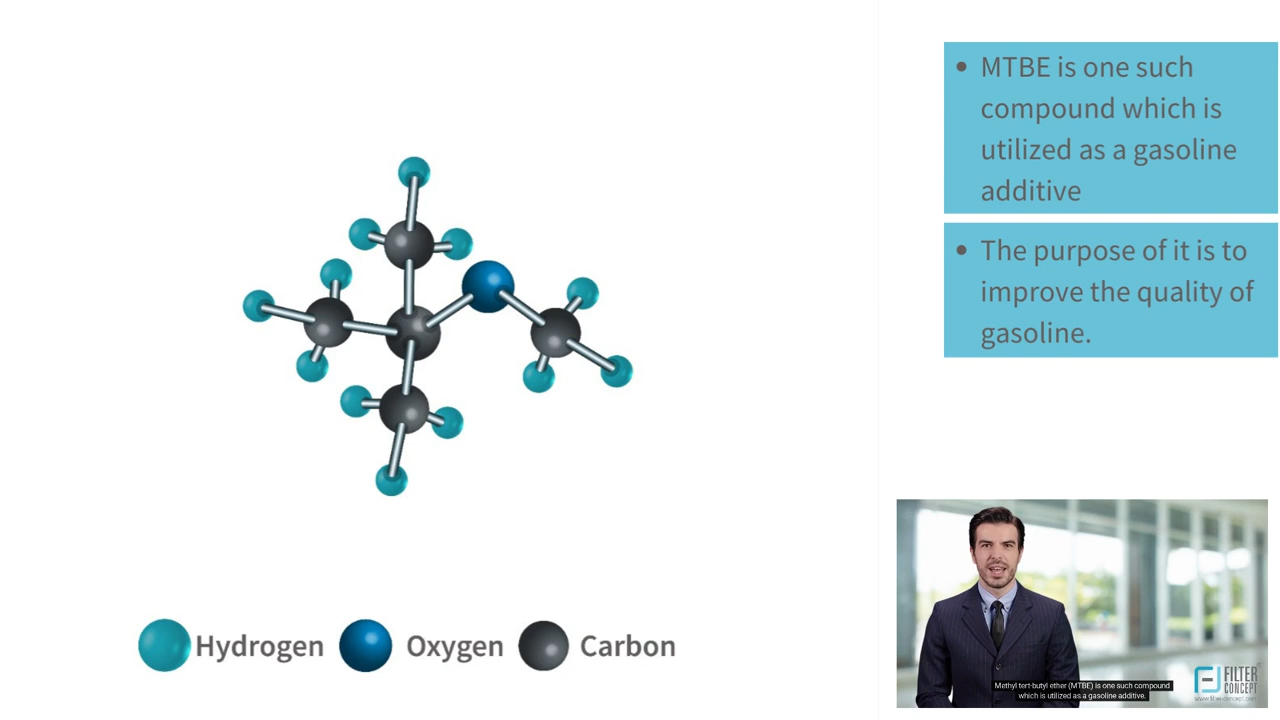 • MTBE is one such
compound which is
utilized as a gasoline
additive
• The purpose of it is to
improve the quality of
gasoline.
Hydrogen
Oxygen
Carbon
Methyl tert-butyl ether (MTBE) is one such compound
which is utilized as a gasoline additive.
FILTER
CONCEPT